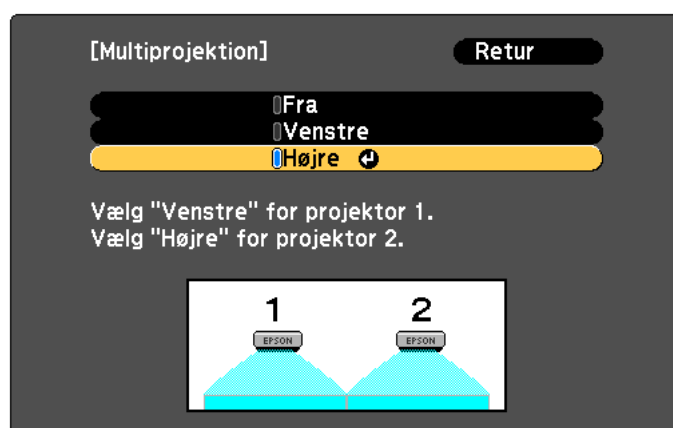 [Multiprojektion]
Retur
Fra
Venstre
Højre
Vælg "Venstre" for projektor 1.
Vælg "Højre" for projektor 2.
1 2
EPSON EPSON